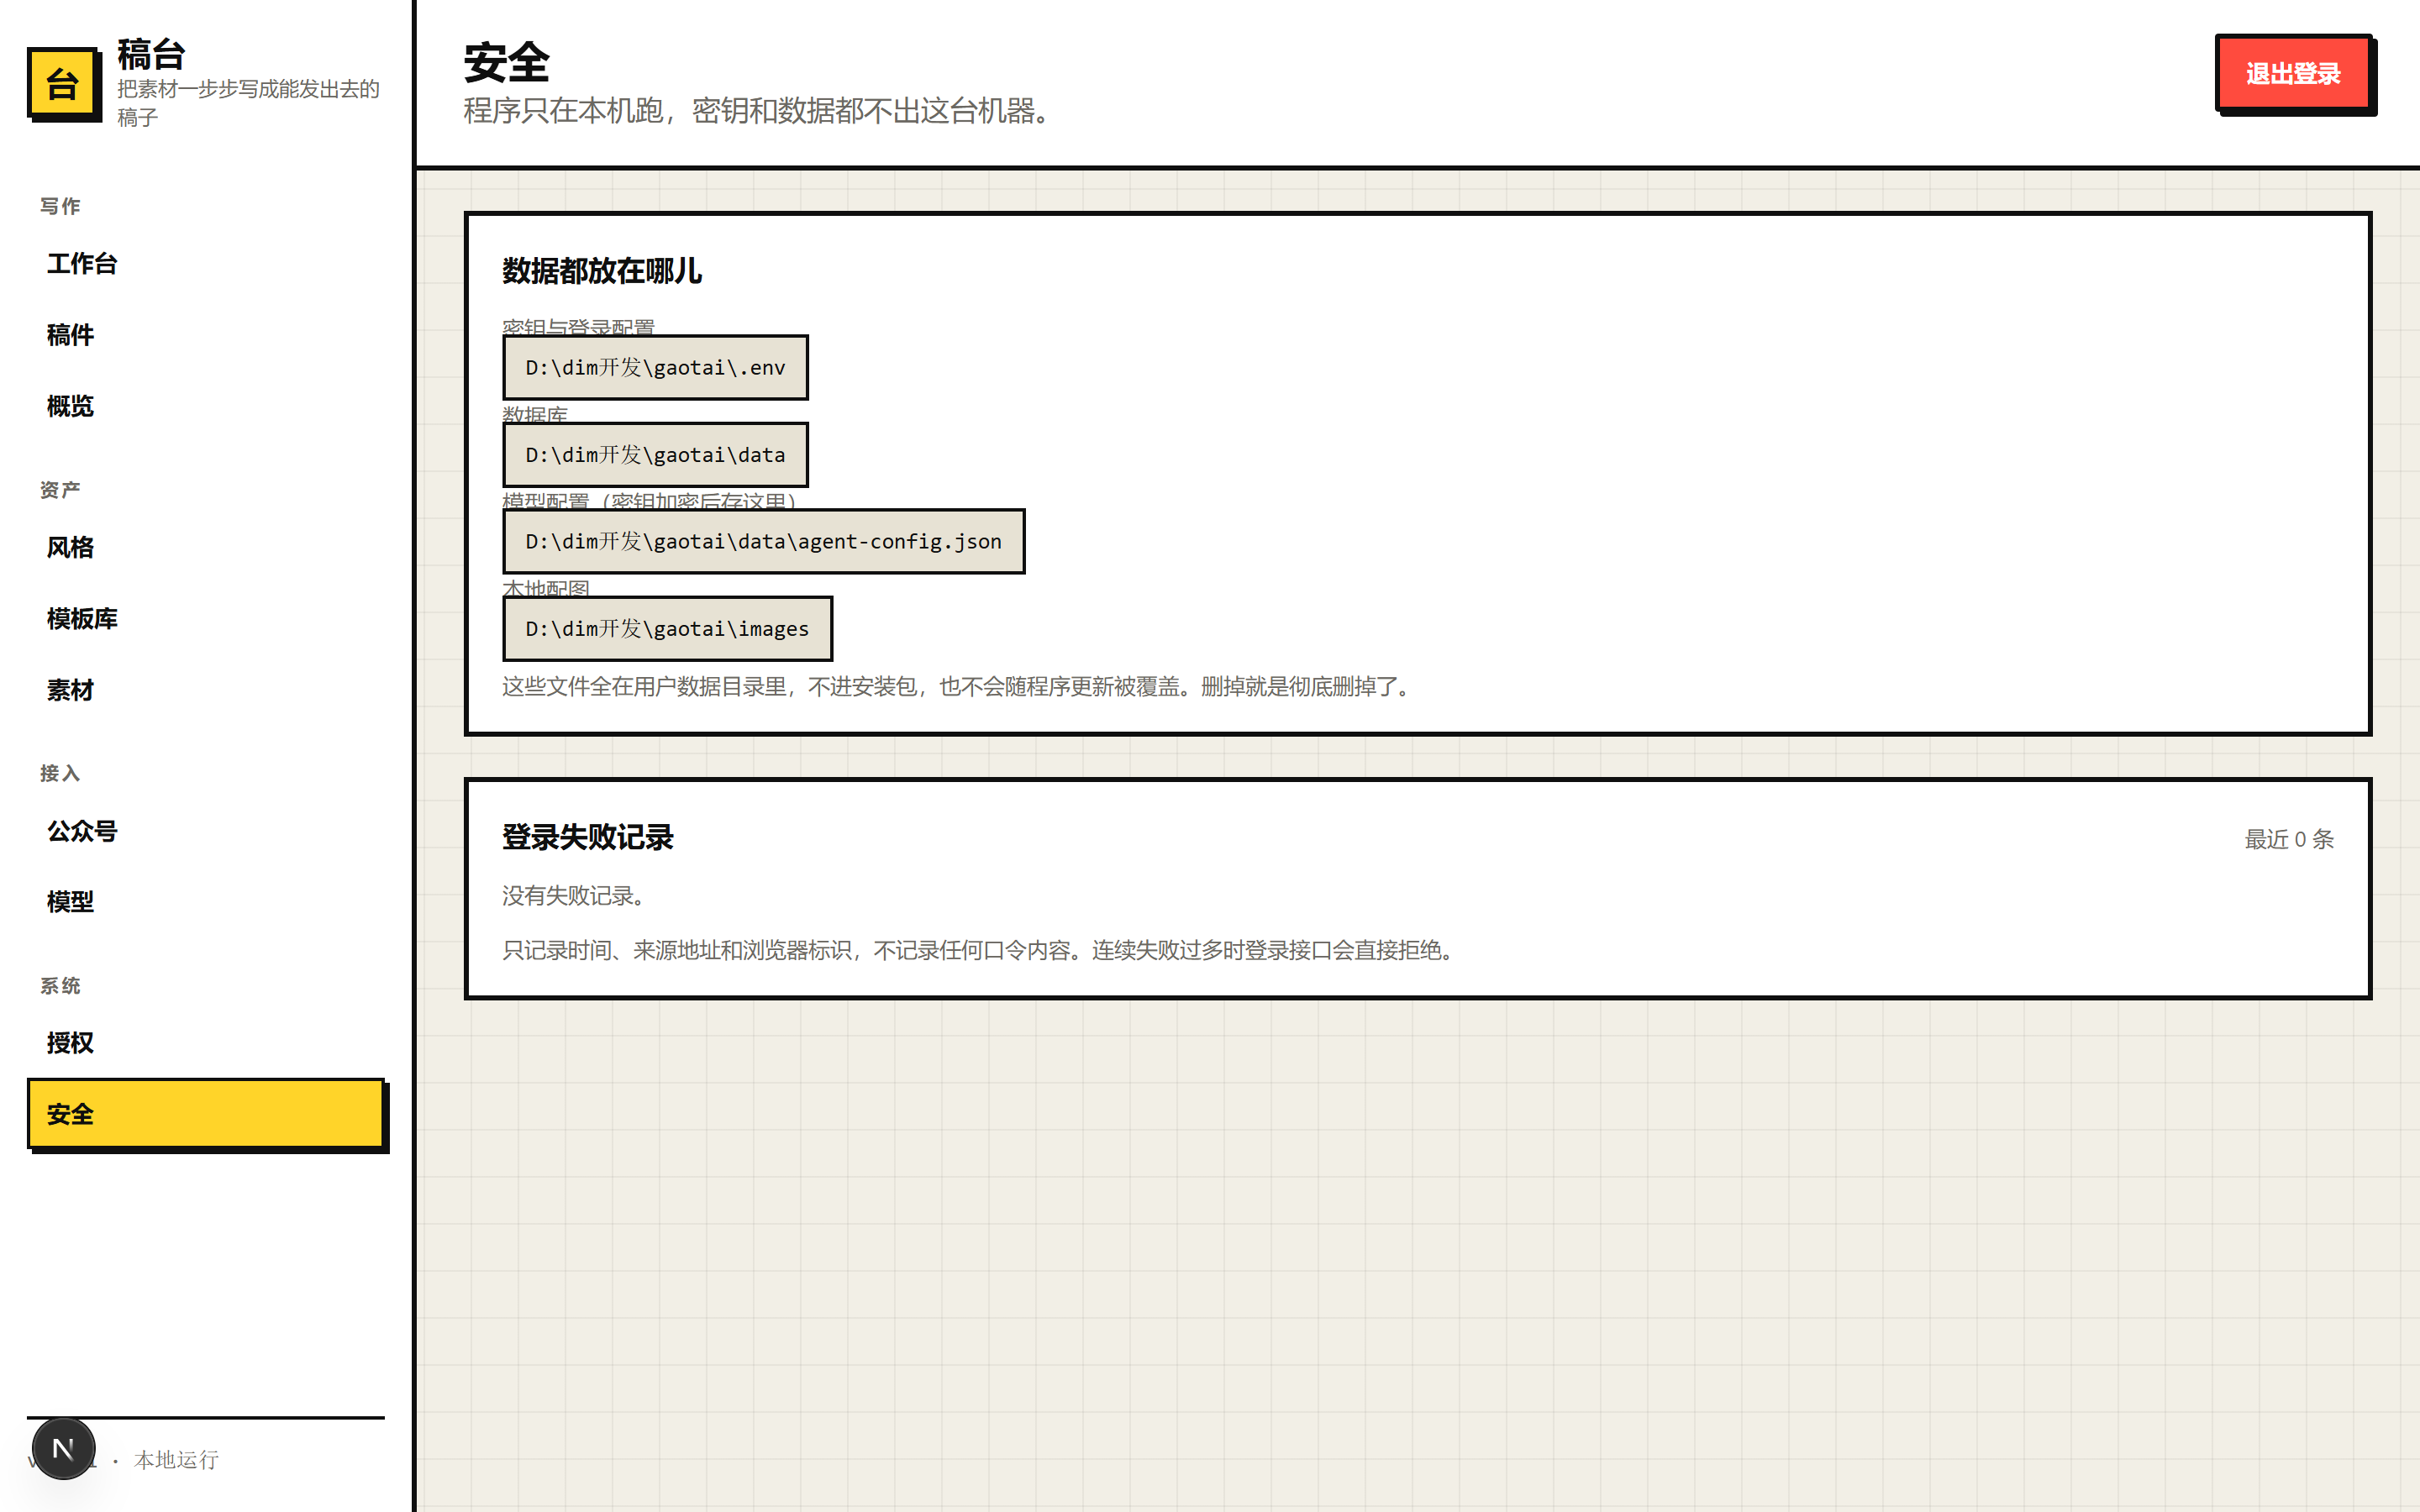 台
稿台
把素材一步步写成能发出去的
稿子
写作
工作台
稿件
概览
资产
风格
模板库
素材
接入
公众号
模型
系统
授权
安全
N
· 本地运行
安全
程序只在本机跑，密钥和数据都不出这台机器。
退出登录
数据都放在哪儿
密钥与登录配置
D:\dim开发\gaotai\.env
数据库
D:\dim开发\gaotai\data
模型配置（密钥加密后存这里）
D:\dim开发\gaotai\data\agent-config.json
本地配图
D:\dim开发\gaotai\images
这些文件全在用户数据目录里，不进安装包，也不会随程序更新被覆盖。删掉就是彻底删掉了。
登录失败记录
最近 0 条
没有失败记录。
只记录时间、来源地址和浏览器标识，不记录任何口令内容。连续失败过多时登录接口会直接拒绝。